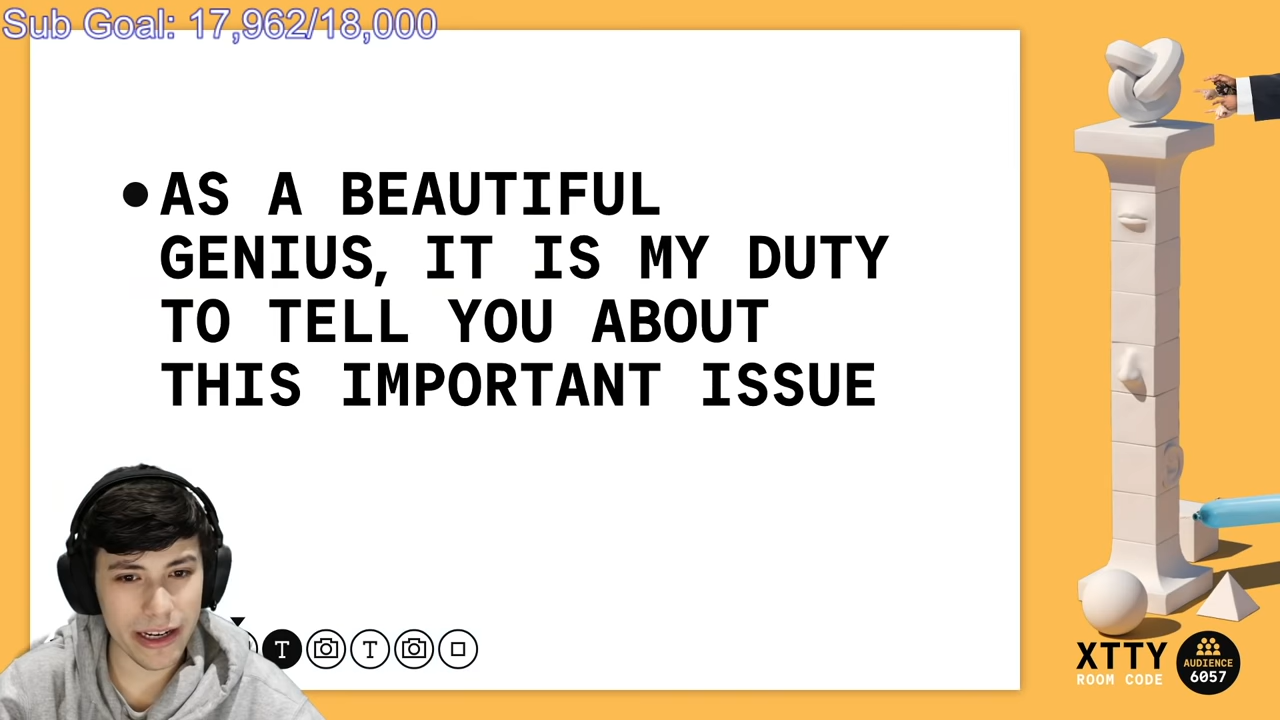 Sub Goal: 17,962/18,000
•AS A BEAUTIFUL
GENIUS, IT IS MY DUTY
TO TELL YOU ABOUT
THIS IMPORTANT ISSUE
T
T
XTTY
ROOM CODE
AUDIENCE
6057